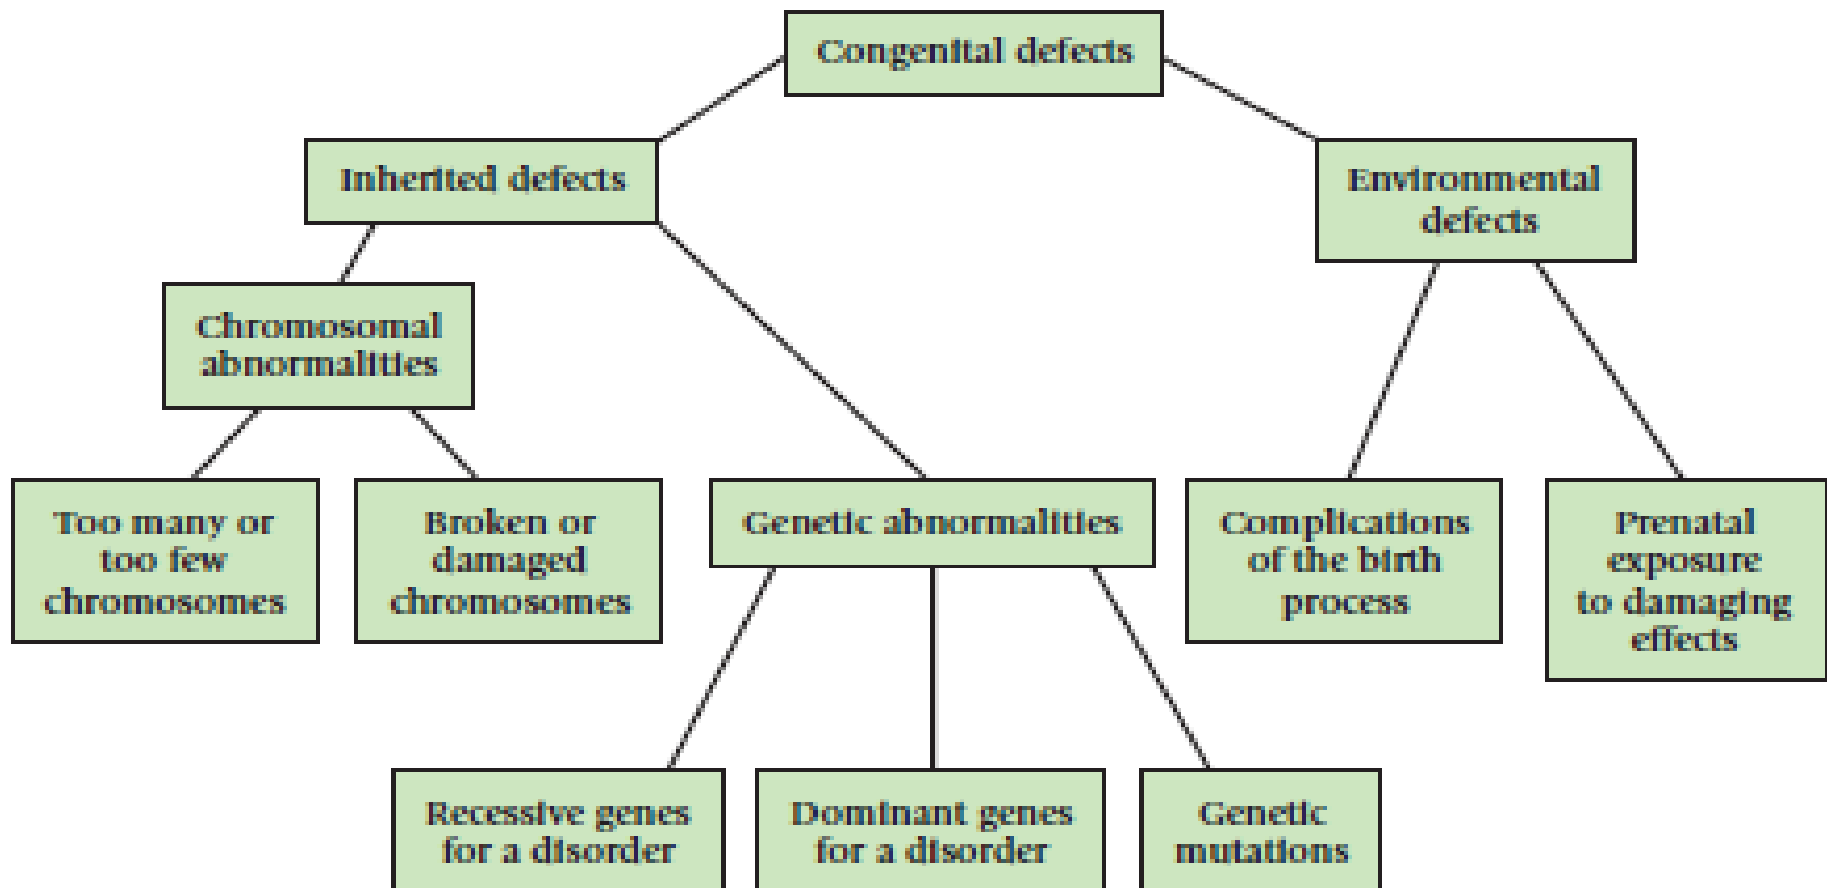 Congenital defects
Inherited defects
Environmental
defects
Chromosomal
abnormalities
Too many or
too few
chromosomes
Broken or
damaged
chromosomes
Genetic abnormalities
Complications
of the birth
process
Prenatal
exposure
to damaging
effects
Recessive genes
for a disorder
Dominant genes
for a disorder
Genetic
mutations